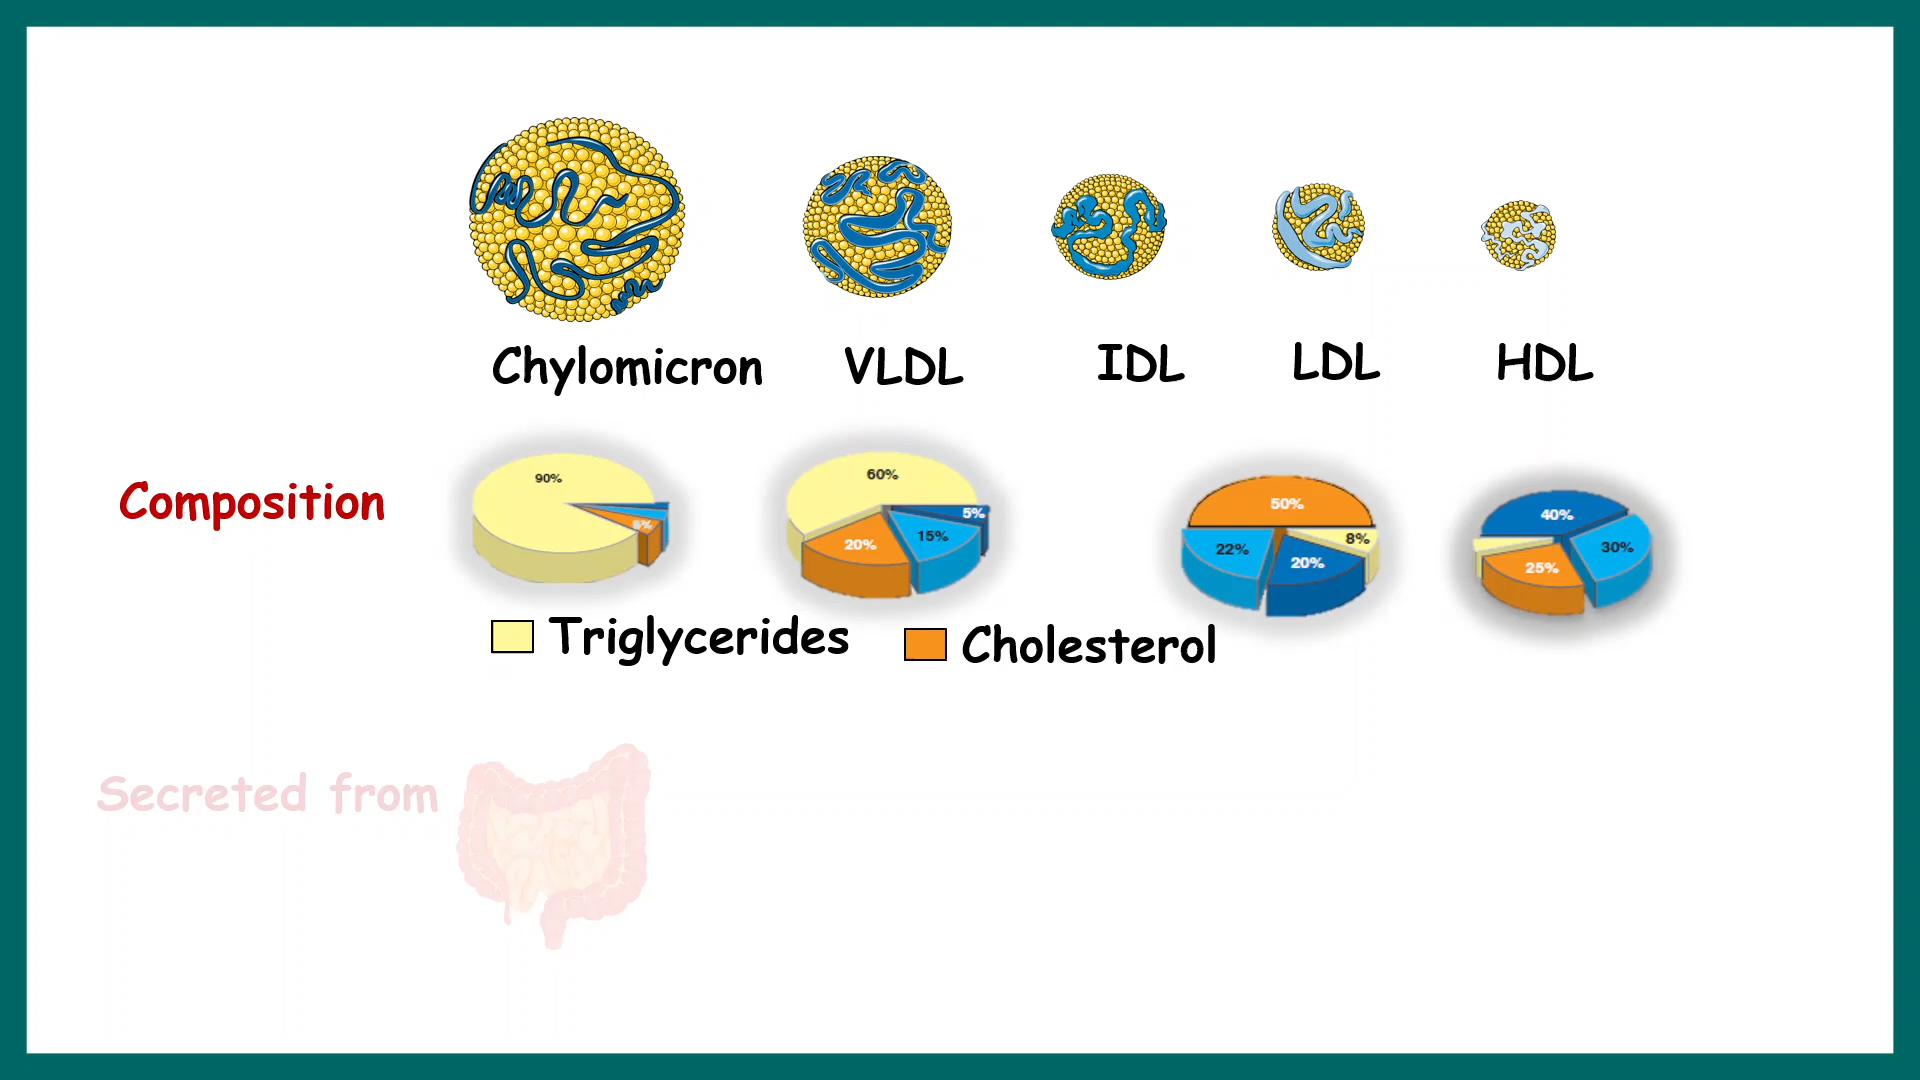 Chylomicron VLDL IDL LDL HDL
Composition
90%
60%
5%
15%
20%
50%
8%
22%
20%
40%
30%
25%
Triglycerides
Cholesterol
Secreted from